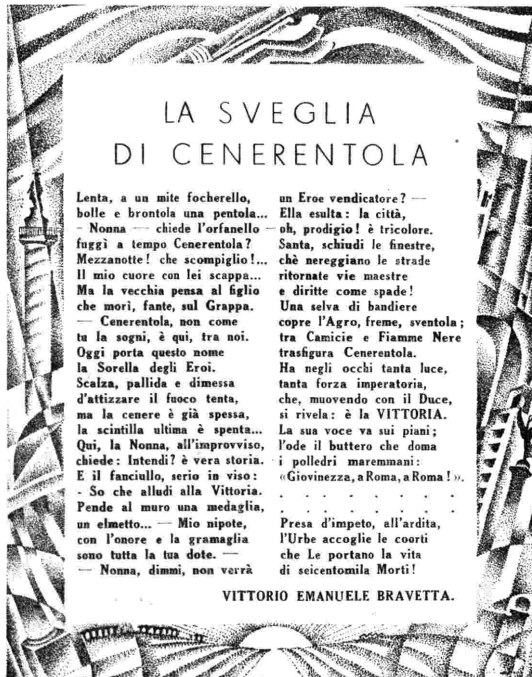 LA SVEGLIA
DI CENERENTOLA
Lenta, a un mite focherello,
bolle e brontola una pentola...
- Nonna — chiede l'orfanello —
fuggì a tempo Cenerentola?
Mezzanotte! che scompiglio!...
Il mio cuore con lei scappa...
Ma la vecchia pensa al figlio
che morì, fante, sul Grappa.
— Cenerentola, non come
tu la sogni, è qui, tra noi.
Oggi porta questo nome
la Sorella degli Eroi.
Scalza, pallida e dimessa
d'attizzare il fuoco tenta,
ma la cenere è già spessa,
la scintilla ultima è spenta...
Qui, la Nonna, all'improvviso,
chiede: Intendi? è vera storia.
E il fanciullo, serio in viso:
- So che alludi alla Vittoria.
Pende al muro una medaglia,
un elmetto... — Mio nipote,
con l'onore e la gramaglia
sono tutta la tua dote. —
— Nonna, dimmi, non verrà
un Eroe vendicatore? —
Ella esulta: la città,
oh, prodigio! è tricolore.
Santa, schiudi le finestre,
chè nereggiano le strade
ritornate vie maestre
e diritte come spade!
Una selva di bandiere
copre l'Agro, freme, sventola;
tra Camicie e Fiamme Nere
trasfigura Cenerentola.
Ha negli occhi tanta luce,
tanta forza imperatoria,
che, muovendo con il Duce,
si rivela: è la VITTORIA.
La sua voce va sui piani;
l'ode il buttero che doma
i polledri maremmani:
«Giovinezza, a Roma, a Roma!».
. . . . . . . .
. . . . . . . .
Presa d'impeto, all'ardita,
l'Urbe accoglie le coorti
che Le portano la vita
di seicentomila Morti!
VITTORIO EMANUELE BRAVETTA.